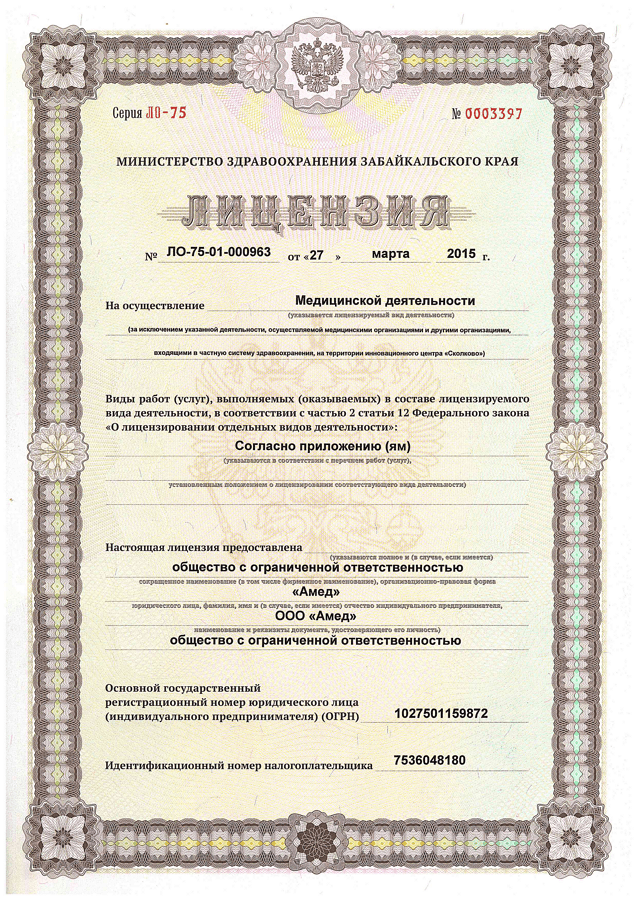 Серия ЛО-75 № 0003397
МИНИСТЕРСТВО ЗДРАВООХРАНЕНИЯ ЗАБАЙКАЛЬСКОГО КРАЯ
ЛИЦЕНЗИЯ
№ ЛО-75-01-000963 от «27 » марта 2015 г.
На осуществление Медицинской деятельности
(указывается лицензируемый вид деятельности)
(за исключением указанной деятельности, осуществляемой медицинскими организациями и другими организациями,
входящими в частную систему здравоохранения, на территории инновационного центра «Сколково»)
Виды работ (услуг), выполняемых (оказываемых) в составе лицензируемого
вида деятельности, в соответствии с частью 2 статьи 12 Федерального закона
«О лицензировании отдельных видов деятельности»:
Согласно приложению (ям)
(указываются в соответствии с перечнем работ (услуг),
установленным положением о лицензировании соответствующего вида деятельности)
Настоящая лицензия предоставлена
(указываются полное и (в случае, если имеется)
общество с ограниченной ответственностью
сокращенное наименование (в том числе фирменное наименование), организационно-правовая форма
«Амед»
юридического лица, фамилия, имя и (в случае, если имеется) отчество индивидуального предпринимателя,
ООО «Амед»
наименование и реквизиты документа, удостоверяющего его личность)
общество с ограниченной ответственностью
Основной государственный
регистрационный номер юридического лица
(индивидуального предпринимателя) (ОГРН) 1027501159872
Идентификационный номер налогоплательщика 7536048180